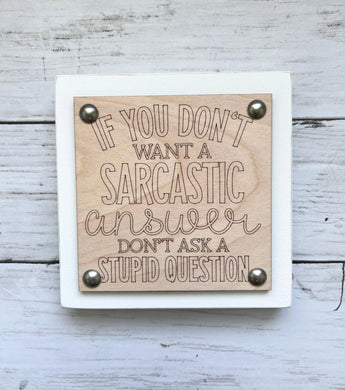 IF YOU DON'T
WANT A
SARCASTIC
answer
DON'T ASK A
STUPID QUESTION